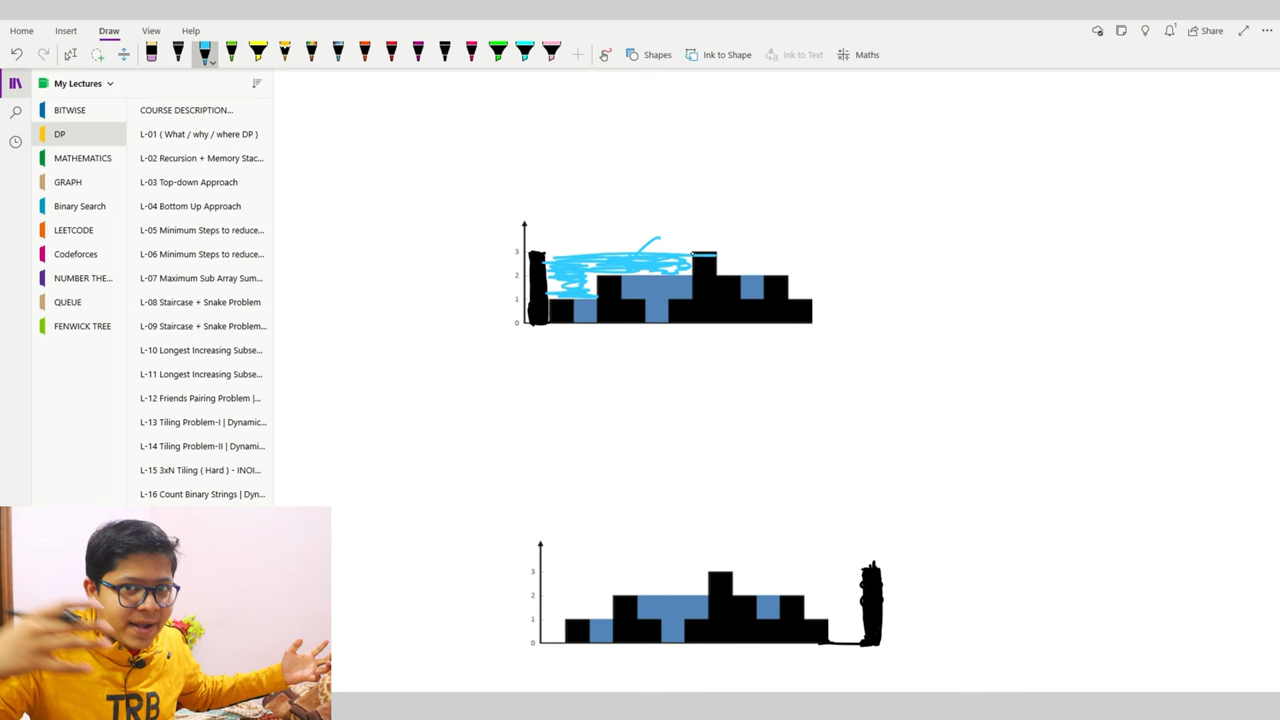 Home Insert Draw View Help
Share
Shapes Ink to Shape Ink to Text Maths
My Lectures
BITWISE
DP
MATHEMATICS
GRAPH
Binary Search
LEETCODE
Codeforces
NUMBER THE...
QUEUE
FENWICK TREE
COURSE DESCRIPTION...
L-01 ( What / why / where DP )
L-02 Recursion + Memory Stac...
L-03 Top-down Approach
L-04 Bottom Up Approach
L-05 Minimum Steps to reduce...
L-06 Minimum Steps to reduce...
L-07 Maximum Sub Array Sum...
L-08 Staircase + Snake Problem
L-09 Staircase + Snake Problem...
L-10 Longest Increasing Subse...
L-11 Longest Increasing Subse...
L-12 Friends Pairing Problem |...
L-13 Tiling Problem-I | Dynamic...
L-14 Tiling Problem-II | Dynami...
L-15 3xN Tiling ( Hard ) - INOI...
L-16 Count Binary Strings | Dyn...
3
2
1
0
3
2
1
0
TRB